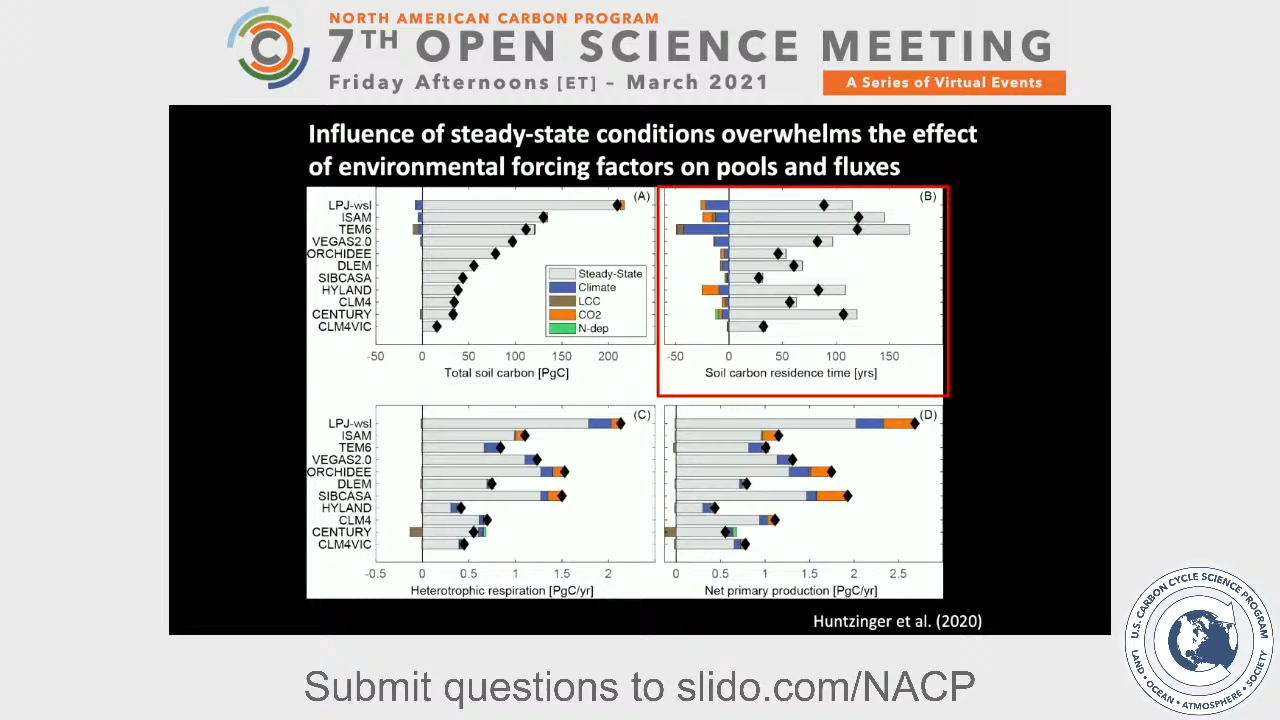 NORTH AMERICAN CARBON PROGRAM
7TH OPEN SCIENCE MEETING
Friday Afternoons [ET] – March 2021
A Series of Virtual Events
Influence of steady-state conditions overwhelms the effect
of environmental forcing factors on pools and fluxes
(A)
LPJ-wsl
ISAM
TEM6
VEGAS2.0
ORCHIDEE
DLEM
SIBCASA
HYLAND
CLM4
CENTURY
CLM4VIC
Steady-State
Climate
LCC
CO2
N-dep
-50 0 50 100 150 200
Total soil carbon [PgC]
(B)
-50 0 50 100 150
Soil carbon residence time [yrs]
(C)
LPJ-wsl
ISAM
TEM6
VEGAS2.0
ORCHIDEE
DLEM
SIBCASA
HYLAND
CLM4
CENTURY
CLM4VIC
-0.5 0 0.5 1 1.5 2
Heterotrophic respiration [PgC/yr]
(D)
0 0.5 1 1.5 2 2.5
Net primary production [PgC/yr]
Huntzinger et al. (2020)
U.S. CARBON CYCLE SCIENCE PROGRAM
LAND • OCEAN • ATMOSPHERE • SOCIETY
Submit questions to slido.com/NACP